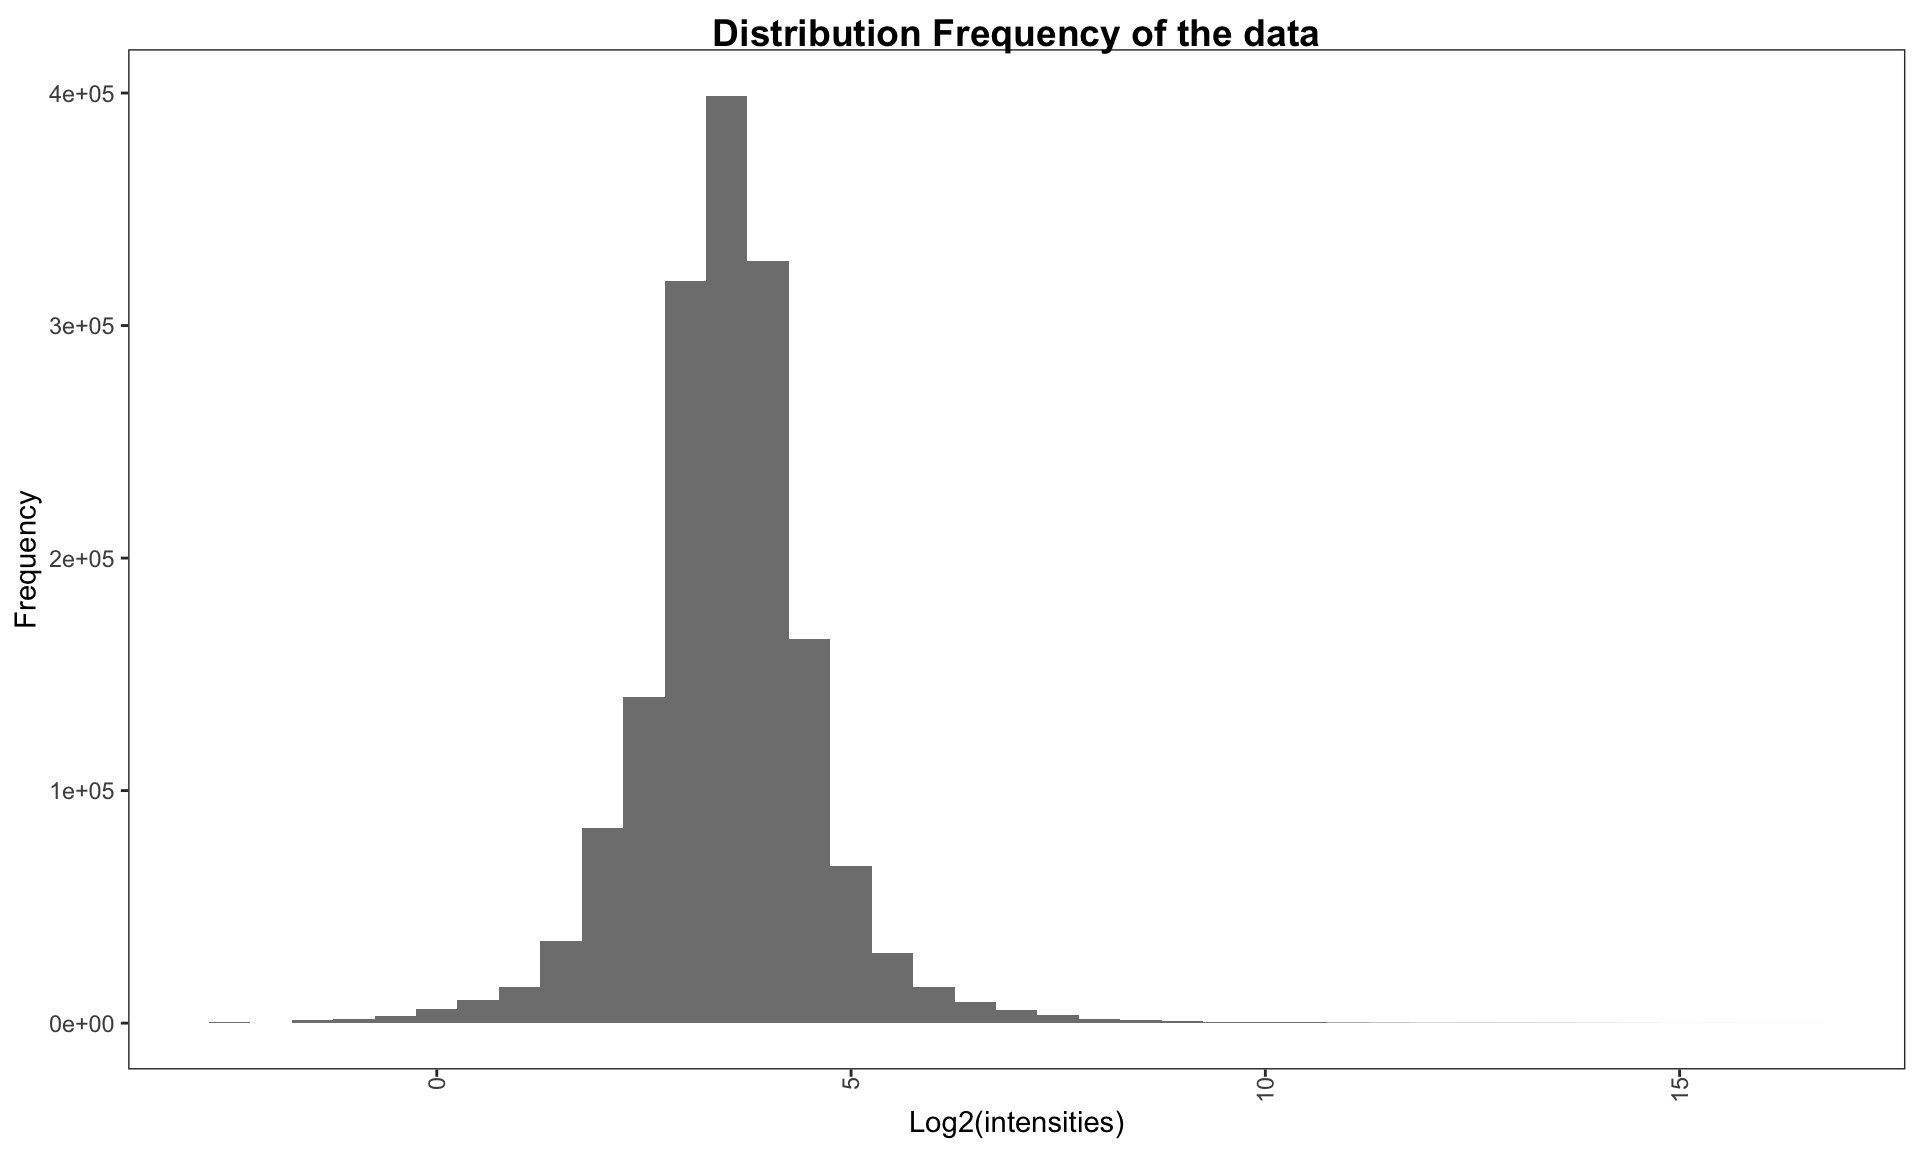 Distribution Frequency of the data
4e+05
3e+05
2e+05
1e+05
0e+00
Frequency
0
5
10
15
Log2(intensities)